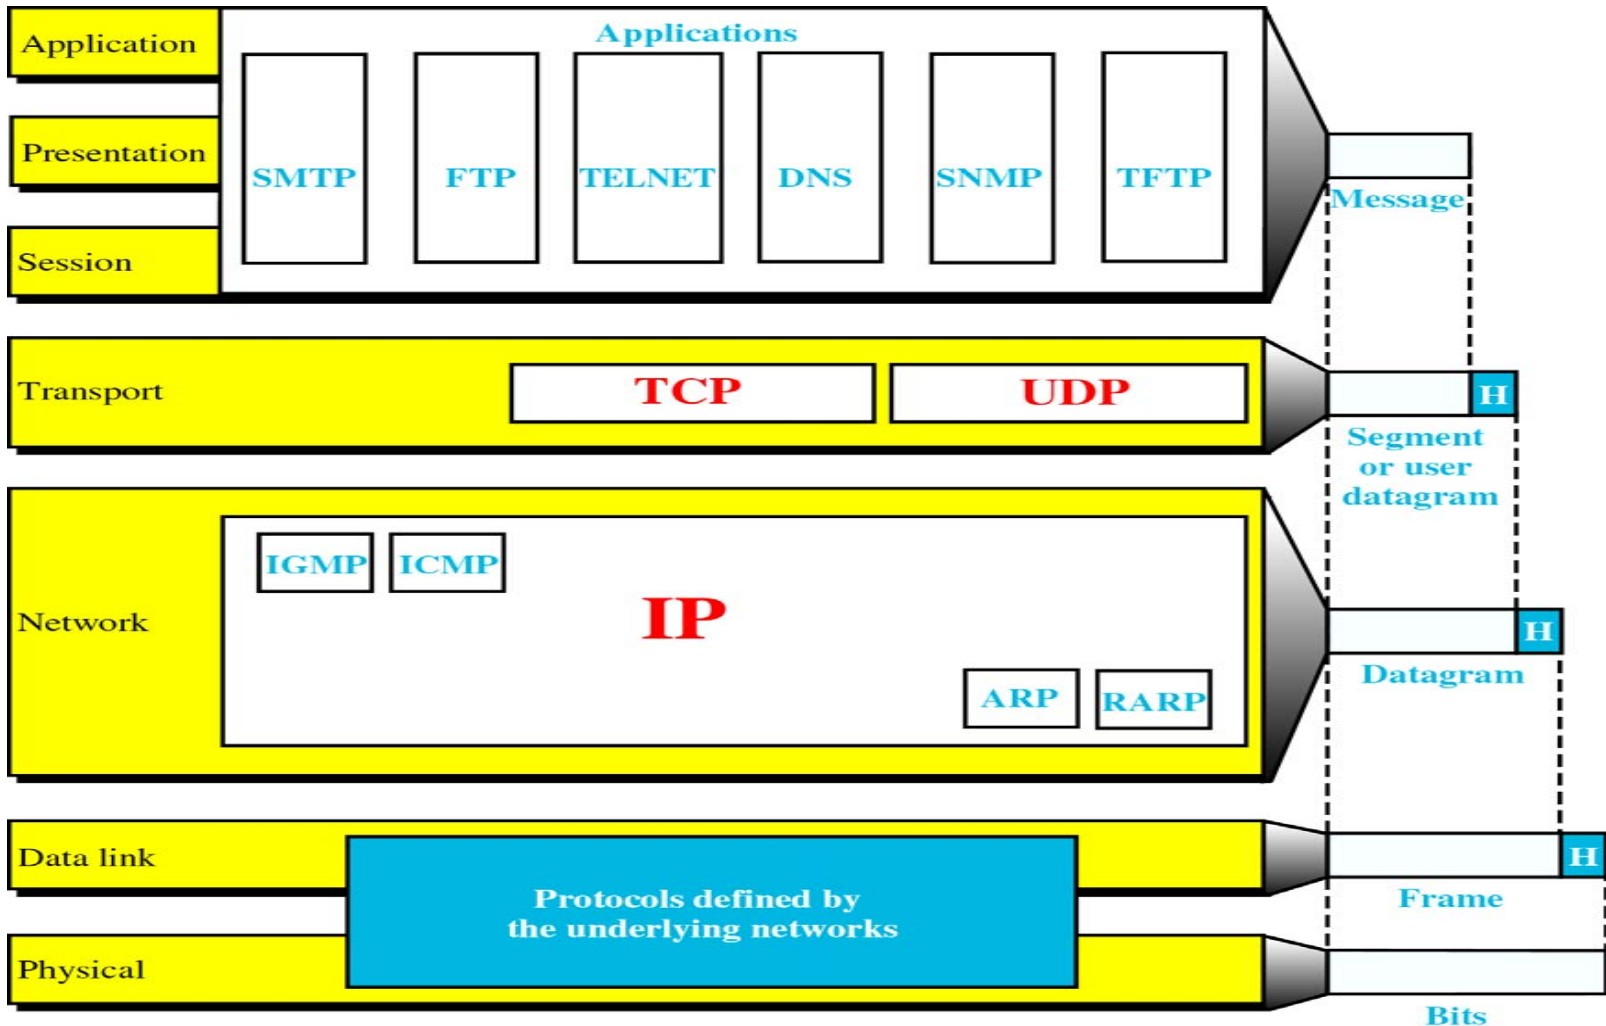 Application
Applications
Presentation
SMTP
FTP
TELNET
DNS
SNMP
TFTP
Message
Session
Transport
TCP
UDP
H
Segment
or user
datagram
Network
IGMP
ICMP
IP
ARP
RARP
H
Datagram
Data link
H
Frame
Protocols defined by
the underlying networks
Physical
Bits